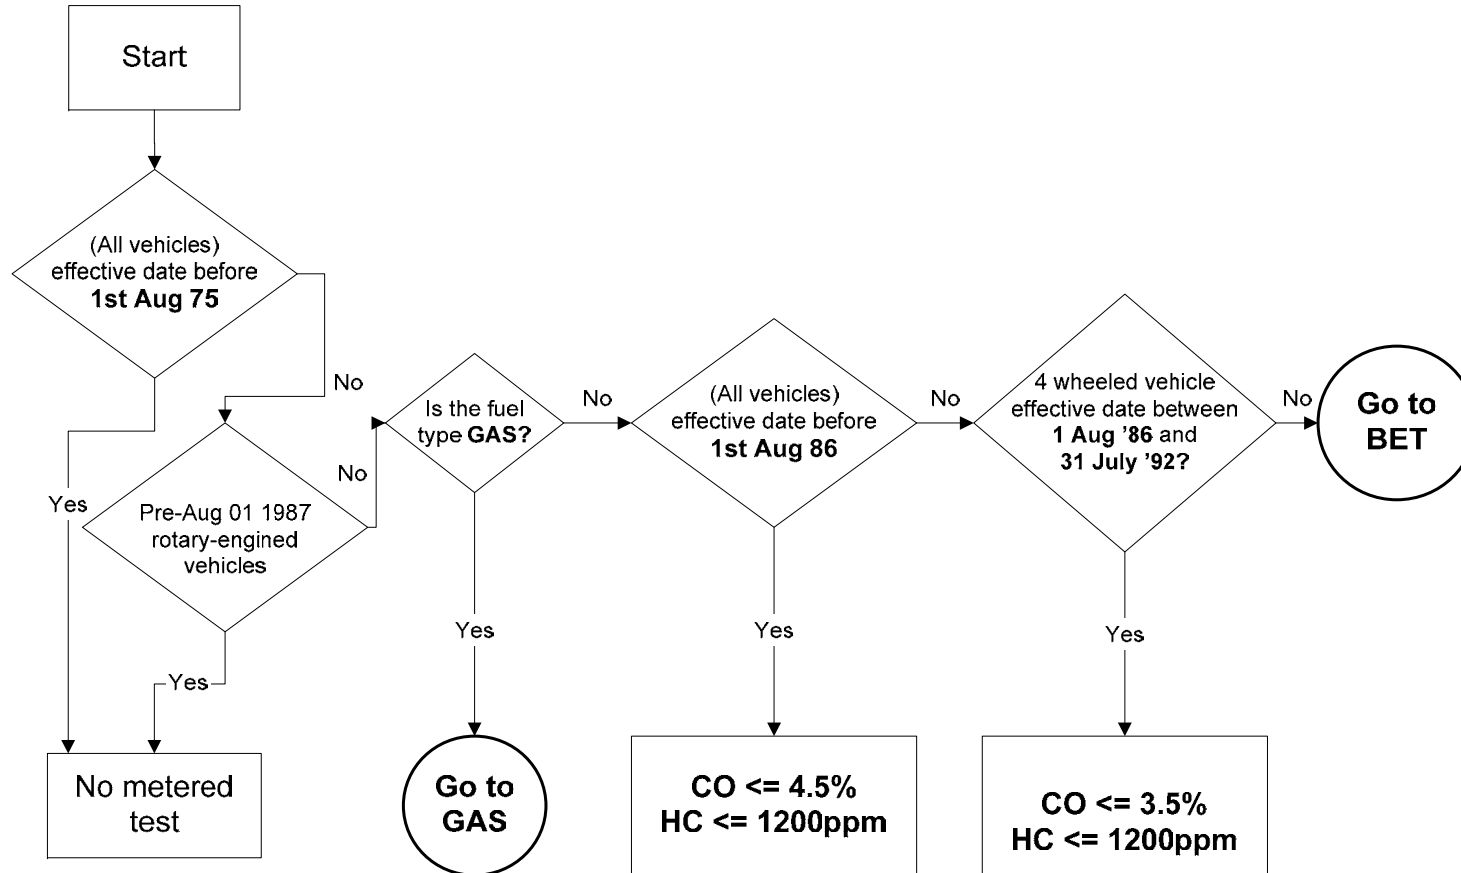 Start
(All vehicles)
effective date before
1st Aug 75
No
Yes
Pre-Aug 01 1987
rotary-engined
vehicles
No
Yes
No metered
test
Is the fuel
type GAS?
No
Yes
Go to
GAS
(All vehicles)
effective date before
1st Aug 86
No
Yes
CO <= 4.5%
HC <= 1200ppm
4 wheeled vehicle
effective date between
1 Aug ’86 and
31 July ’92?
No
Yes
CO <= 3.5%
HC <= 1200ppm
Go to
BET